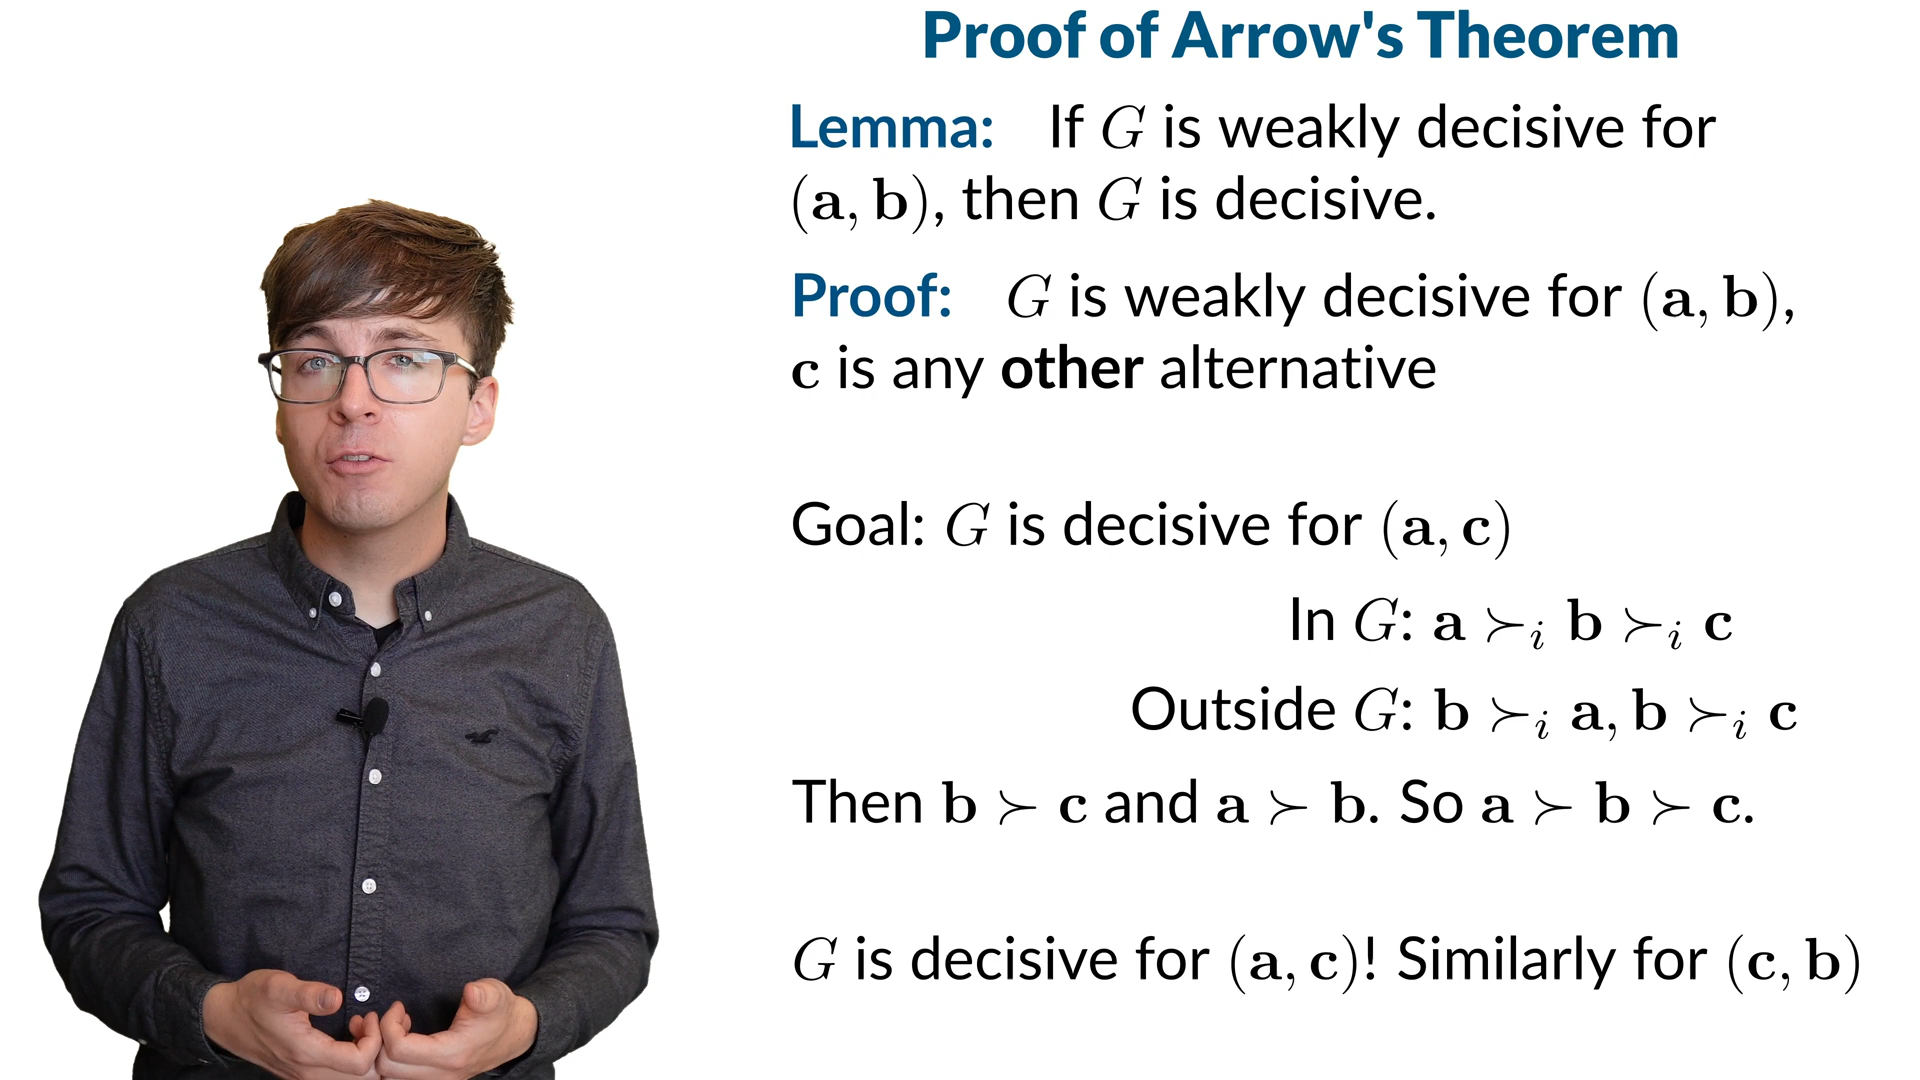 Proof of Arrow's Theorem
Lemma: If G is weakly decisive for
(a, b), then G is decisive.
Proof: G is weakly decisive for (a, b),
c is any other alternative
Goal: G is decisive for (a, c)
In G: a ≻ᵢ b ≻ᵢ c
Outside G: b ≻ᵢ a, b ≻ᵢ c
Then b ≻ c and a ≻ b. So a ≻ b ≻ c.
G is decisive for (a, c)! Similarly for (c, b)